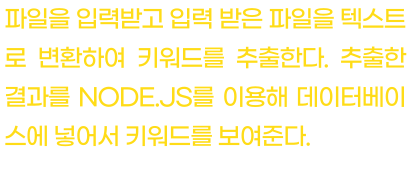 파일을 입력받고 입력 받은 파일을 텍스트
로 변환하여 키워드를 추출한다. 추출한
결과를 NODE.JS를 이용해 데이터베이
스에 넣어서 키워드를 보여준다.